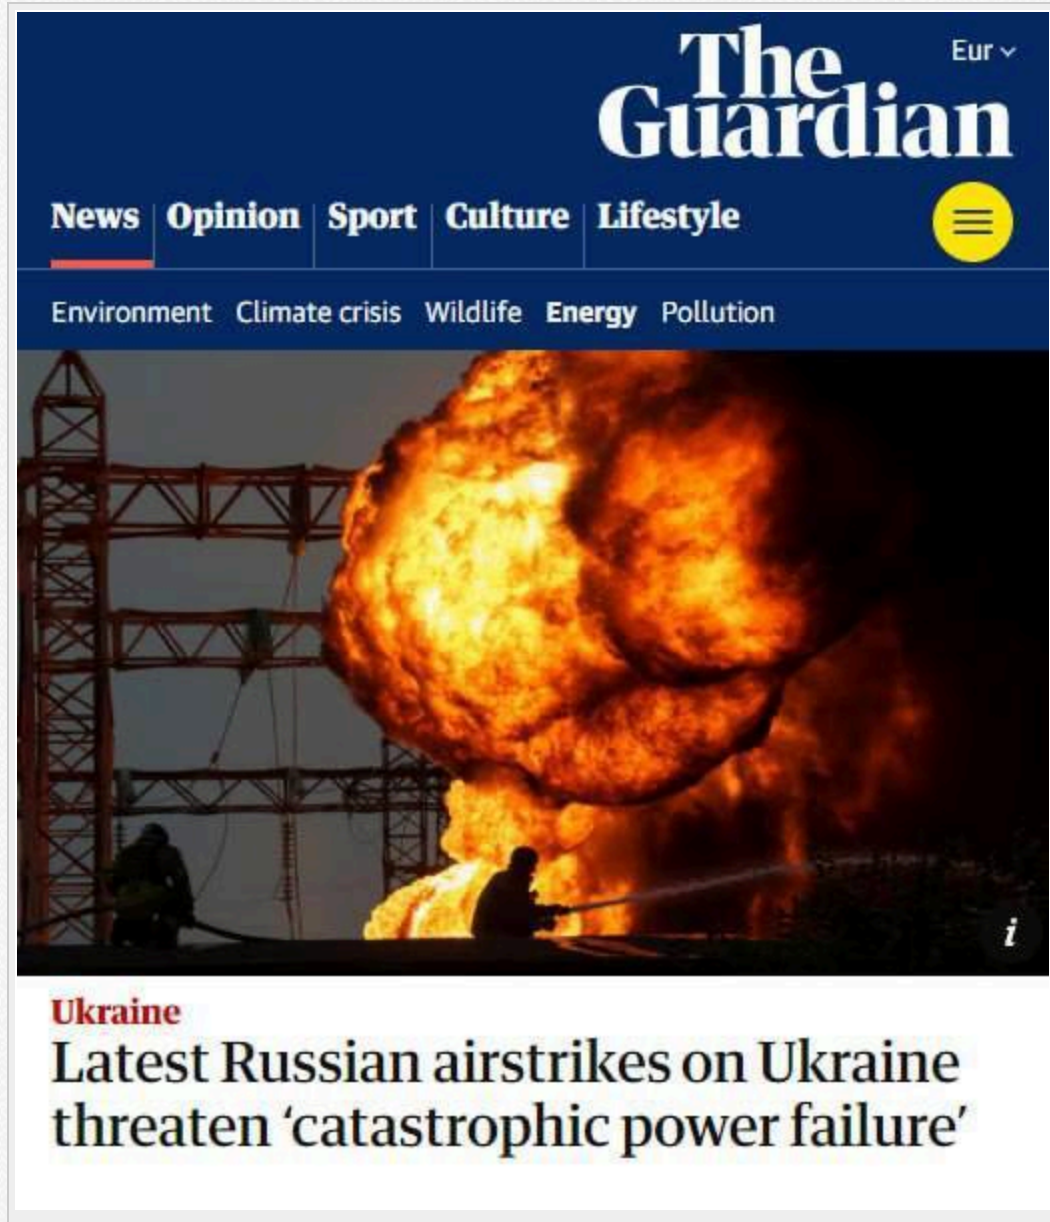 The
Guardian
Eur
News Opinion Sport Culture Lifestyle
Environment Climate crisis Wildlife Energy Pollution
i
Ukraine
Latest Russian airstrikes on Ukraine
threaten ‘catastrophic power failure’